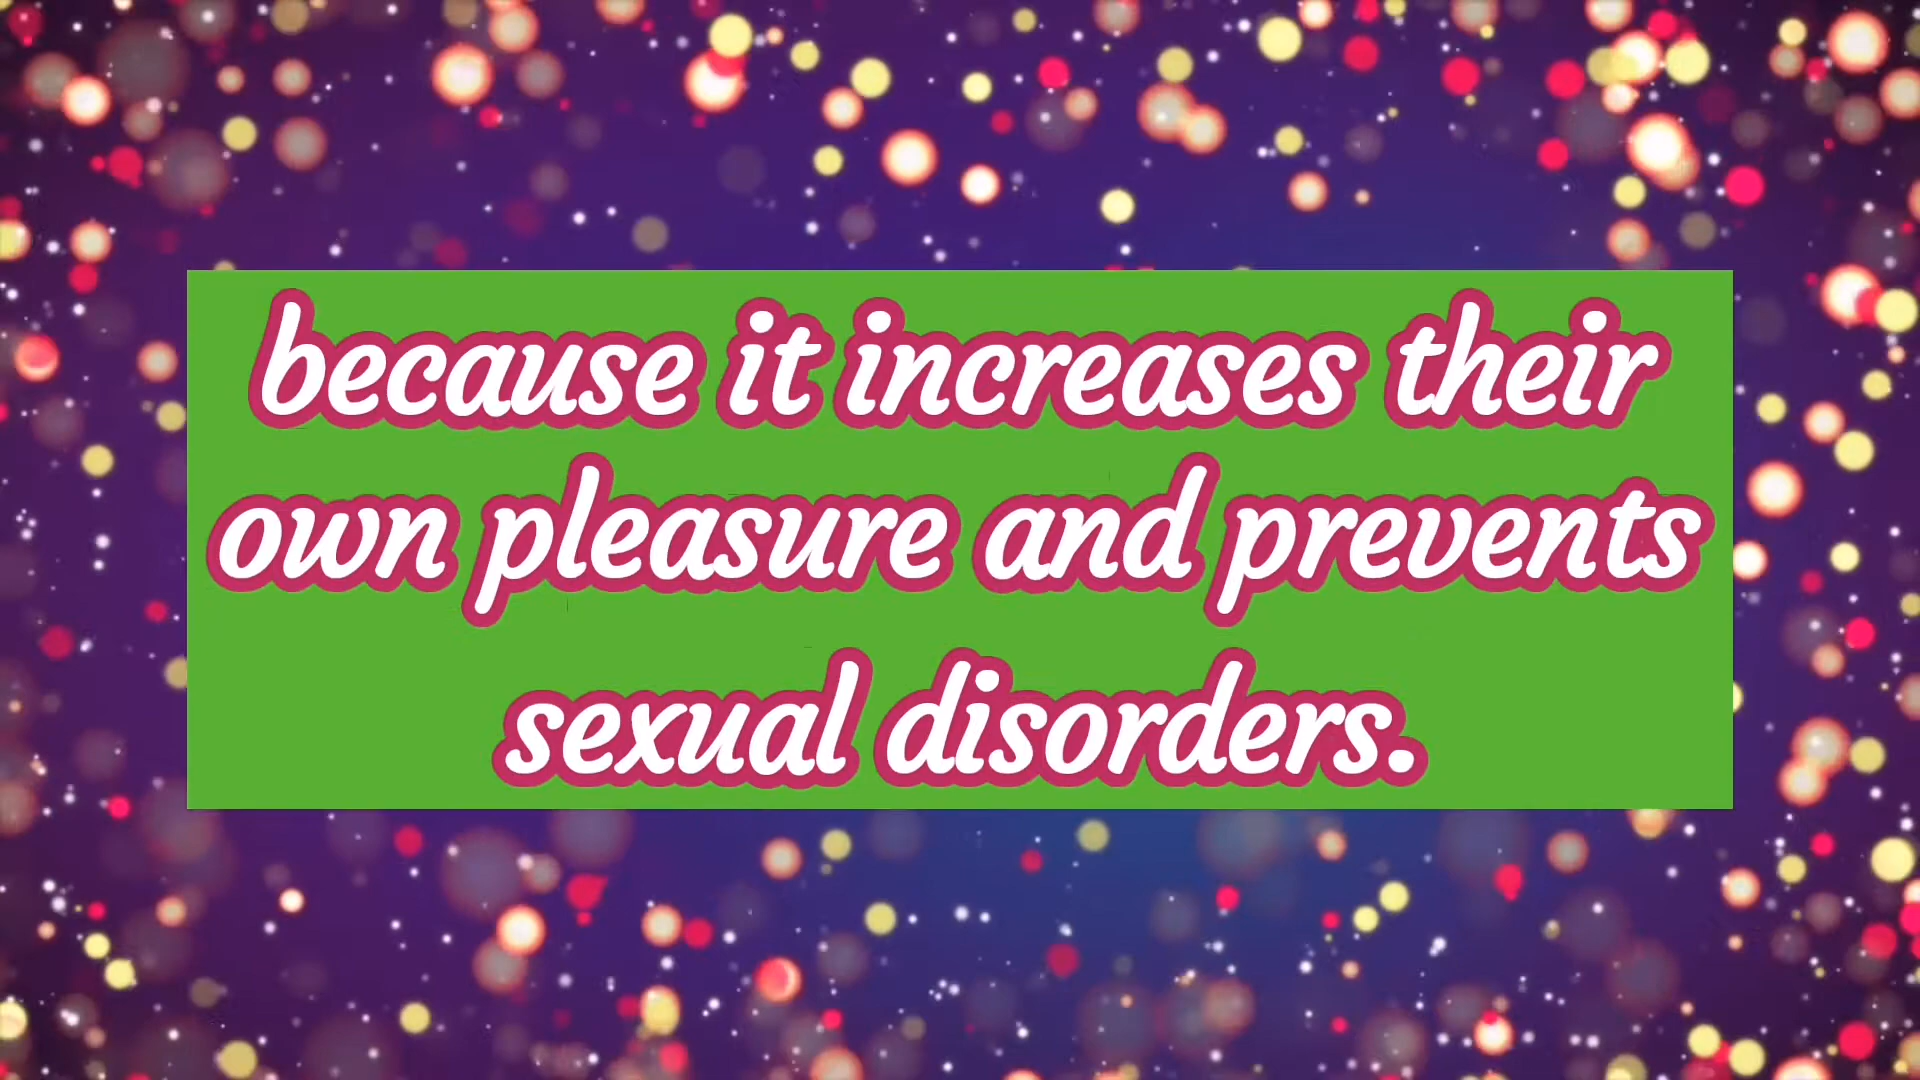 because it increases their
own pleasure and prevents
sexual disorders.